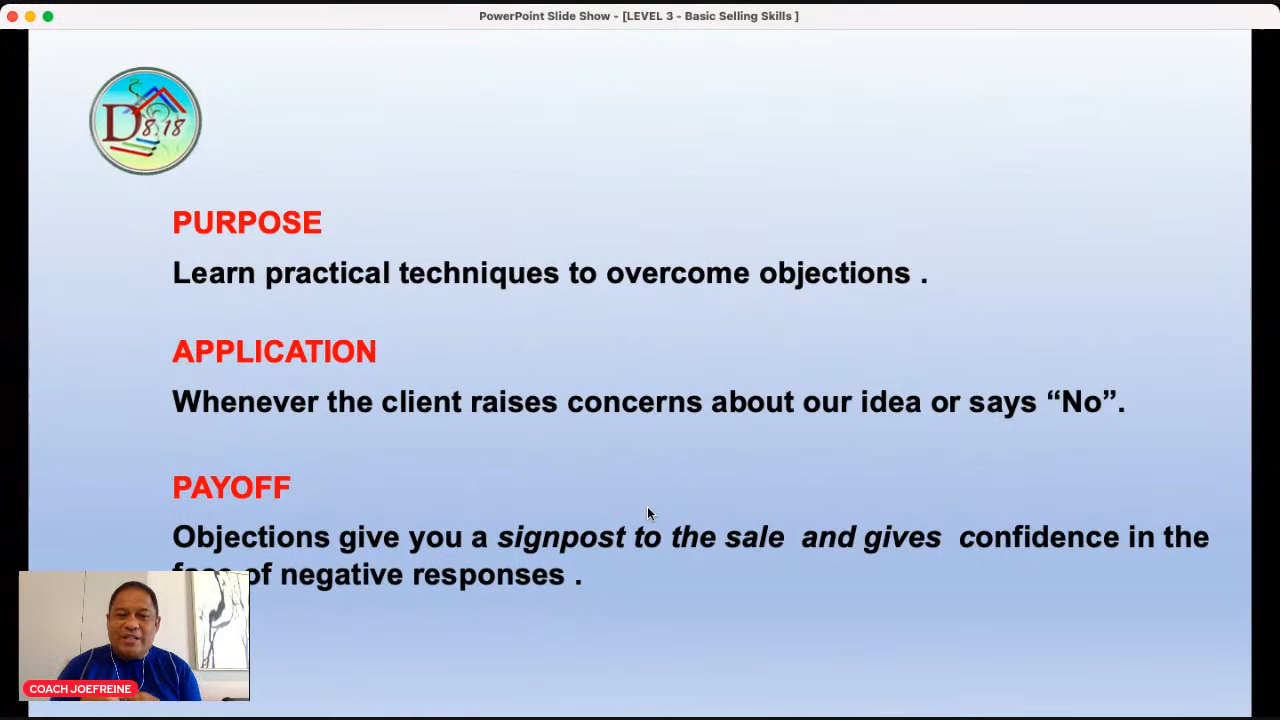 PowerPoint Slide Show - [LEVEL 3 - Basic Selling Skills ]
D 8.18
PURPOSE
Learn practical techniques to overcome objections .
APPLICATION
Whenever the client raises concerns about our idea or says “No”.
PAYOFF
Objections give you a signpost to the sale and gives confidence in the
of negative responses .
COACH JOEFREINE